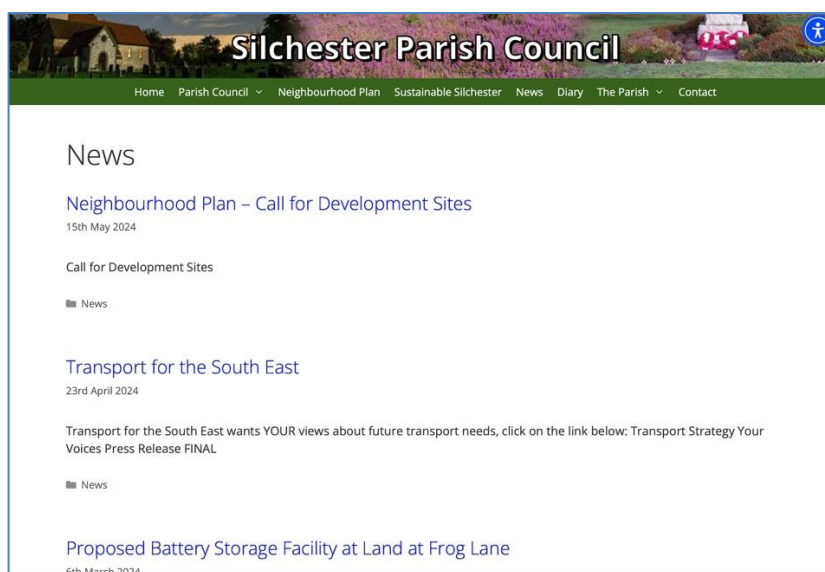 Silchester Parish Council
Home Parish Council Neighbourhood Plan Sustainable Silchester News Diary The Parish Contact
News
Neighbourhood Plan – Call for Development Sites
15th May 2024
Call for Development Sites
News
Transport for the South East
23rd April 2024
Transport for the South East wants YOUR views about future transport needs, click on the link below: Transport Strategy Your
Voices Press Release FINAL
News
Proposed Battery Storage Facility at Land at Frog Lane
6th March 2024